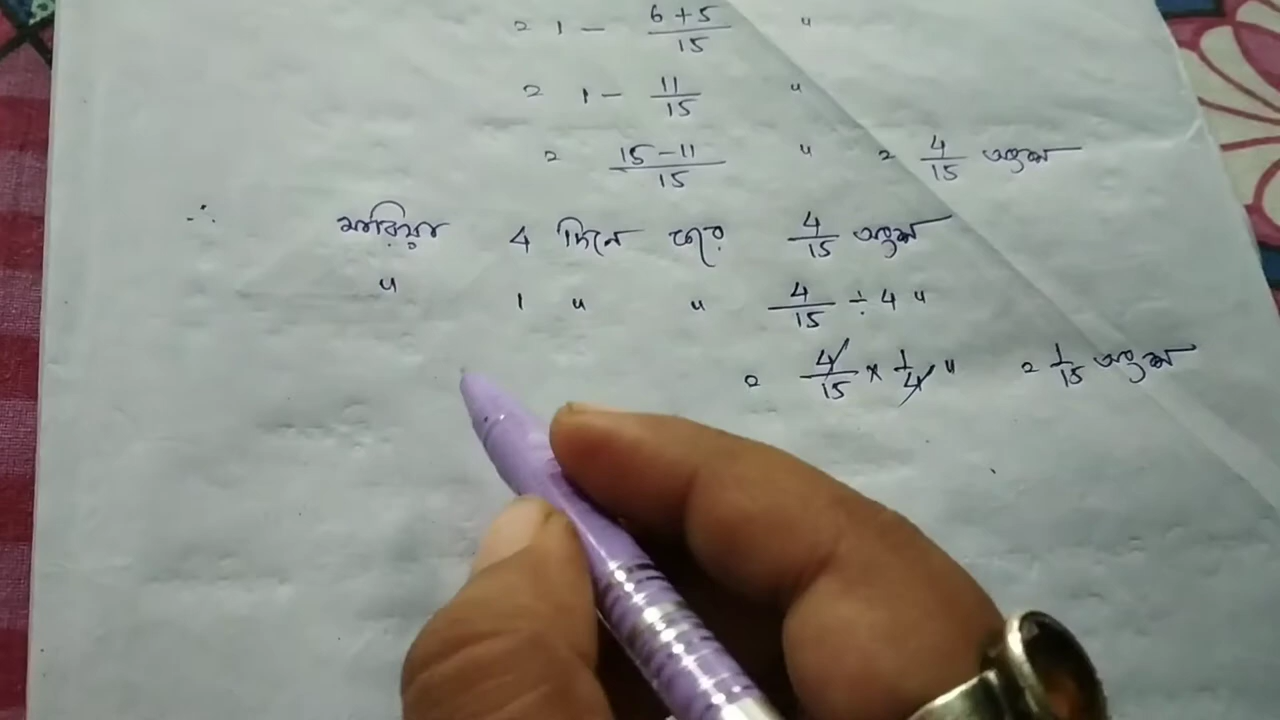 = 1 - 6+5/15 "
= 1 - 11/15 "
= 15-11/15 " = 4/15 অংশ
∴ মারিয়া 4 দিনে করে 4/15 অংশ
" 1 " " 4/15 ÷ 4 "
= 4/15 × 1/4 " = 1/15 অংশ